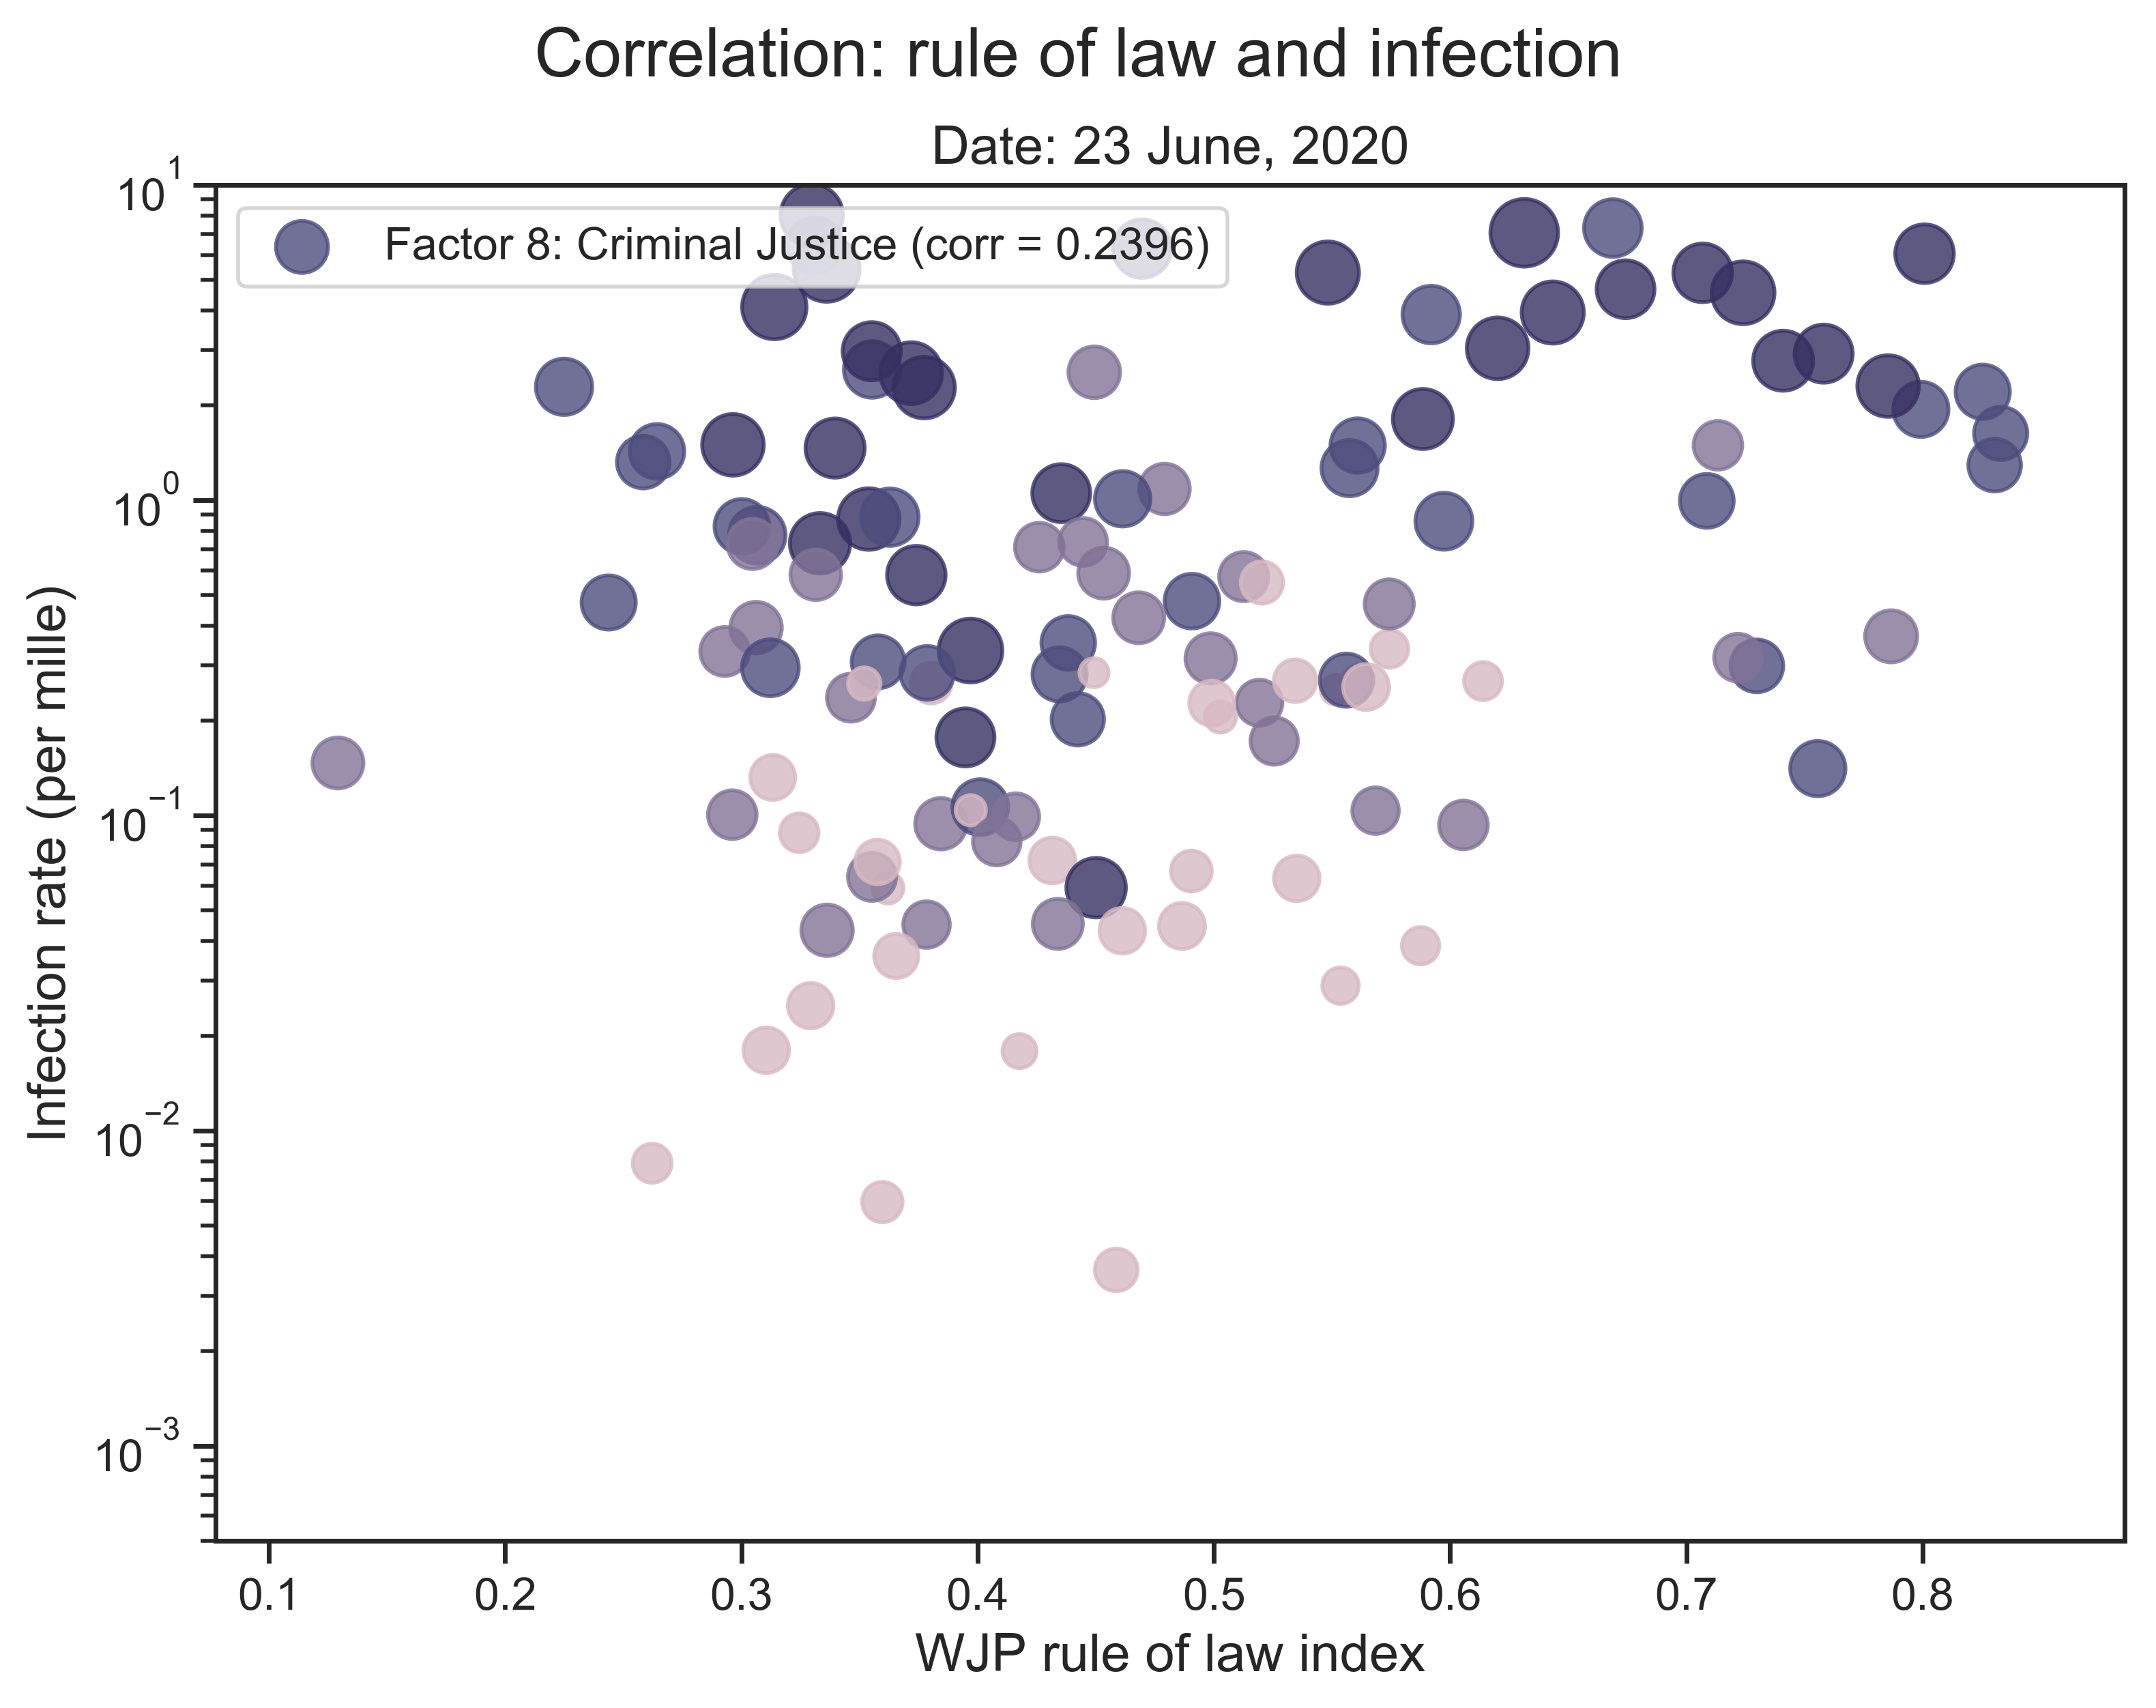 Correlation: rule of law and infection
Date: 23 June, 2020
Factor 8: Criminal Justice (corr = 0.2396)
Infection rate (per mille)
10^1
10^0
10^−1
10^−2
10^−3
0.1 0.2 0.3 0.4 0.5 0.6 0.7 0.8
WJP rule of law index